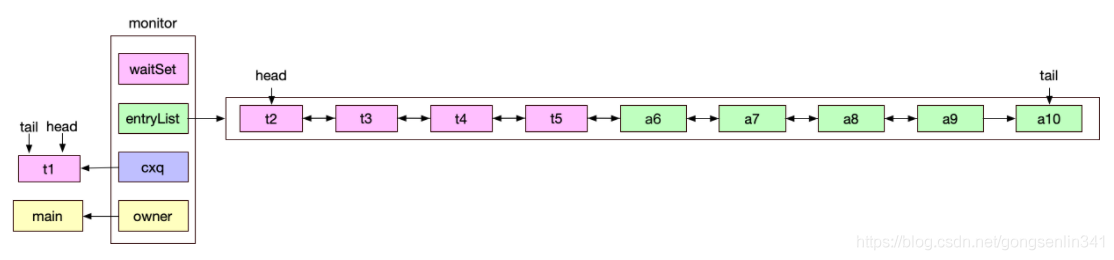 monitor
waitSet
head
tail
entryList
t2
t3
t4
t5
a6
a7
a8
a9
a10
tail
head
t1
cxq
main
owner
https://blog.csdn.net/gongsenlin341